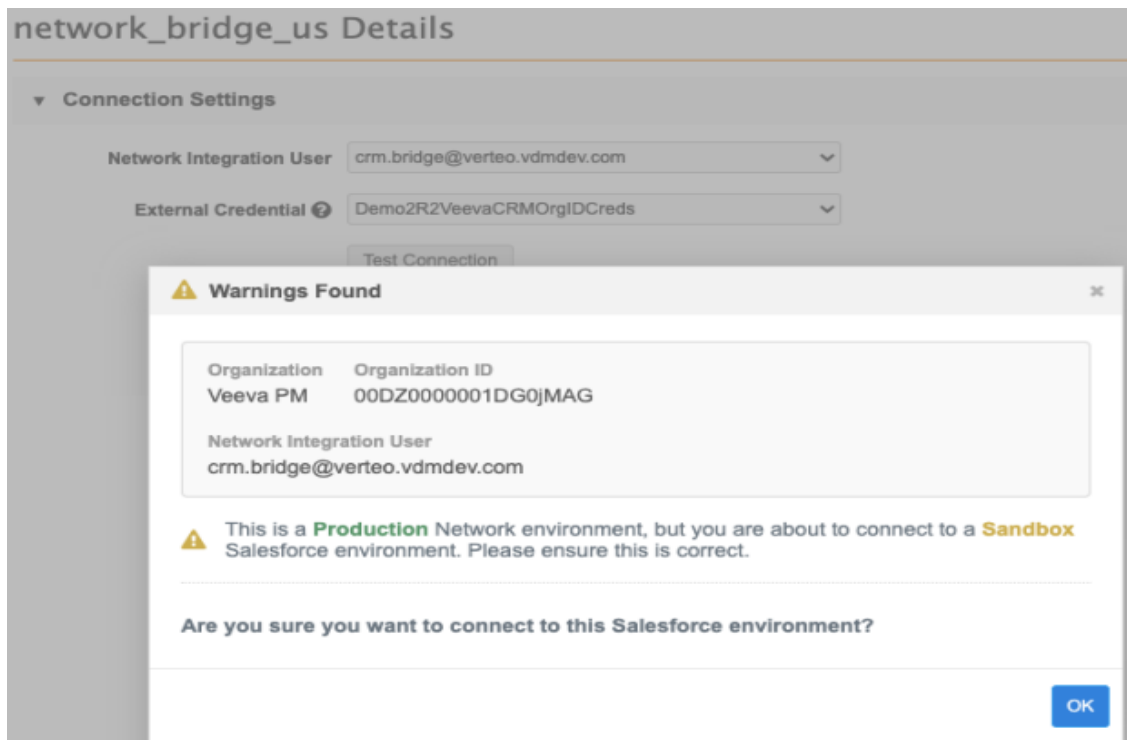 network_bridge_us Details
Connection Settings
Network Integration User crm.bridge@verteo.vdmdev.com
External Credential Demo2R2VeevaCRMOrgIDCreds
Test Connection
Warnings Found
Organization Organization ID
Veeva PM 00DZ0000001DG0jMAG
Network Integration User
crm.bridge@verteo.vdmdev.com
This is a Production Network environment, but you are about to connect to a Sandbox
Salesforce environment. Please ensure this is correct.
Are you sure you want to connect to this Salesforce environment?
OK